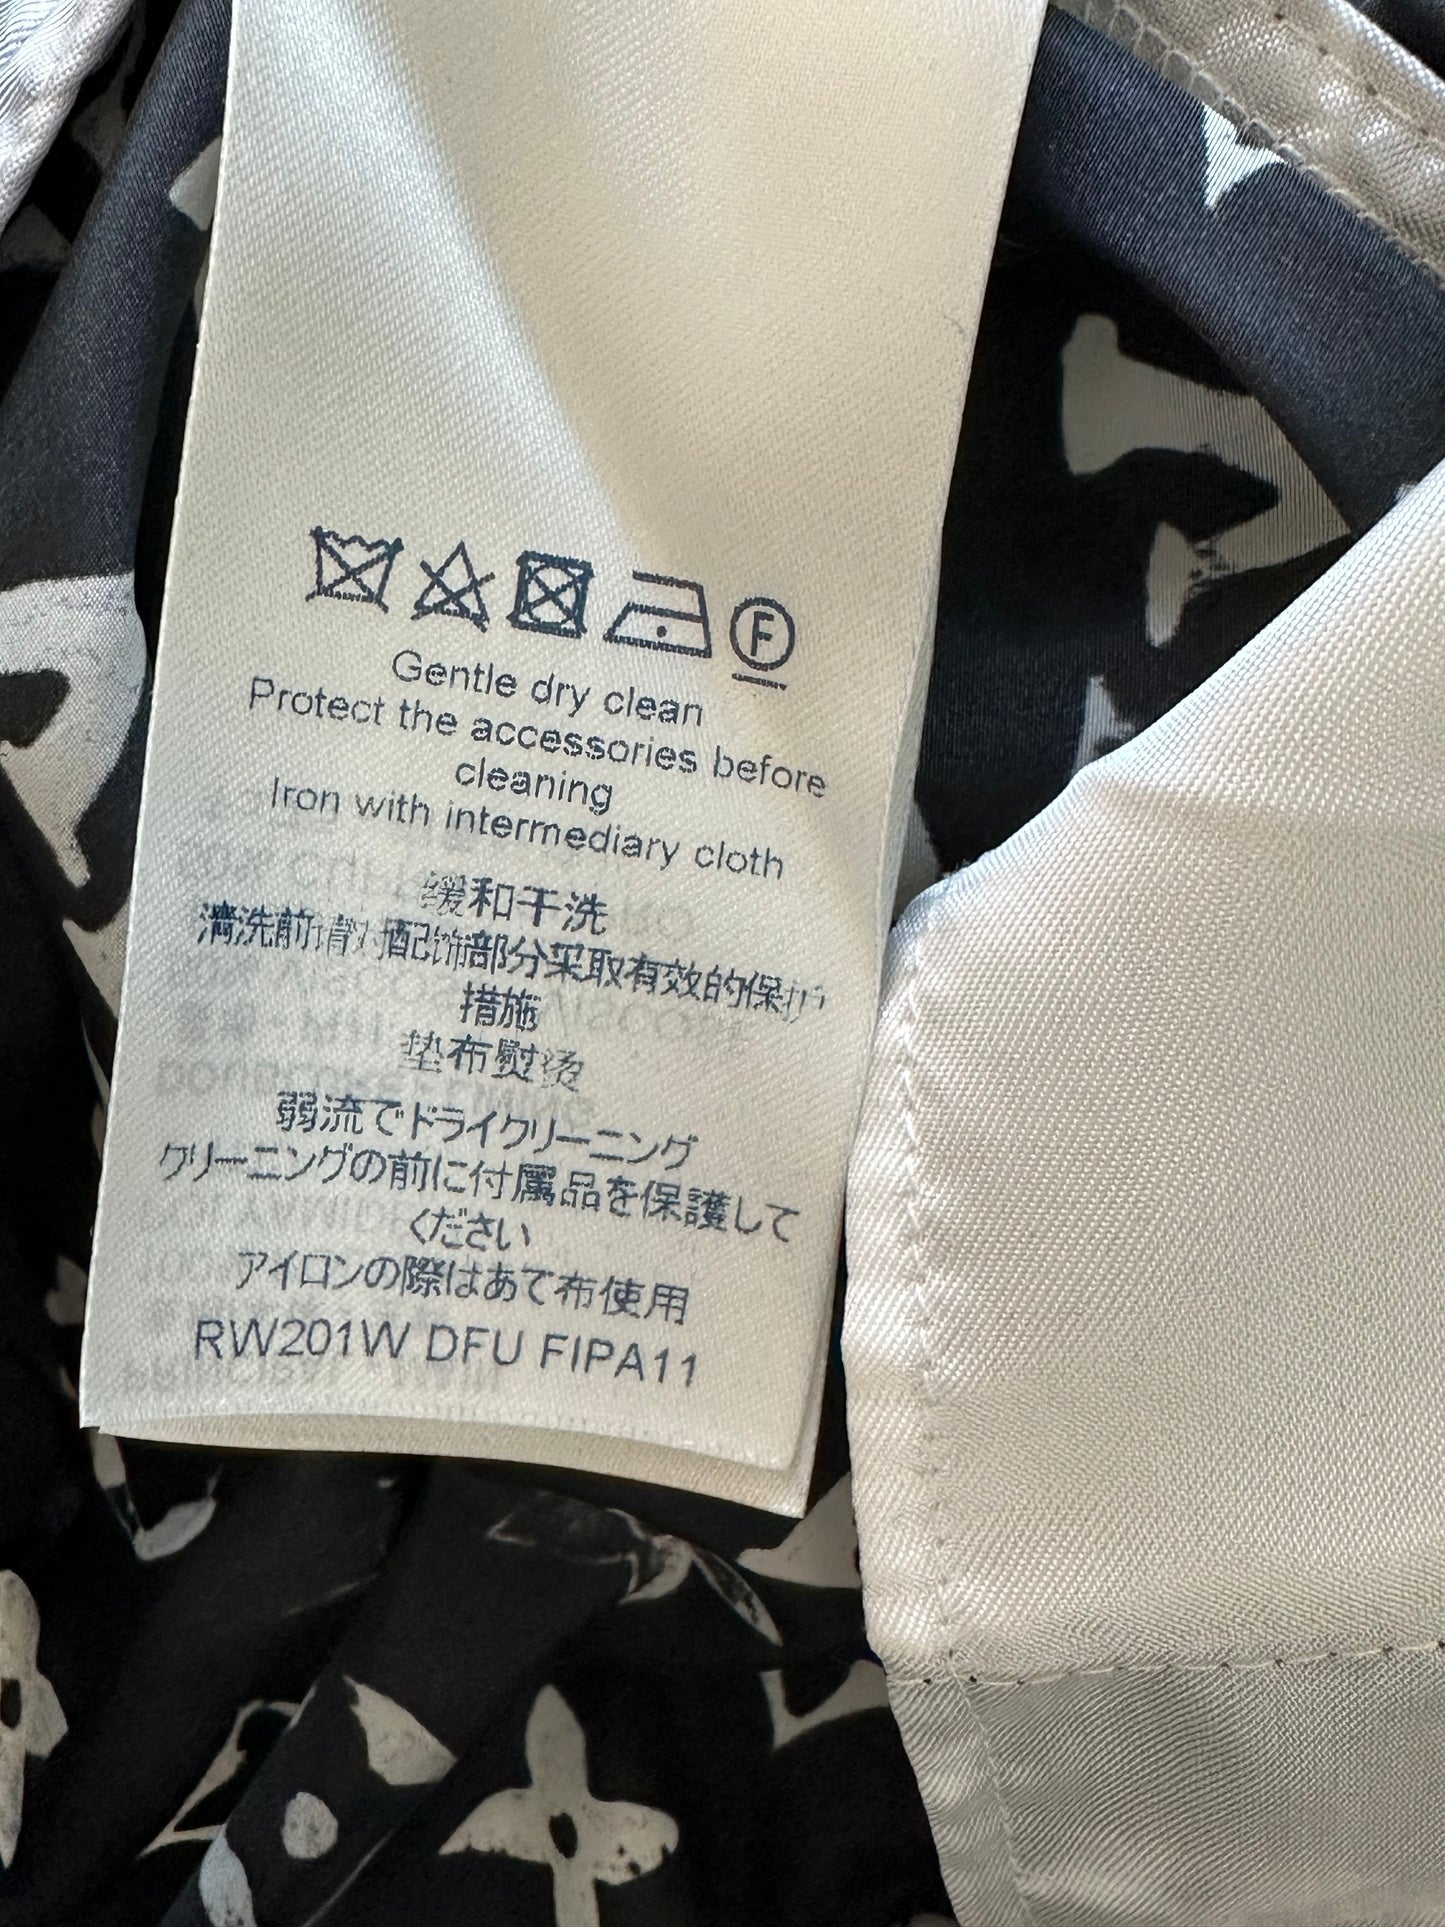 F
Gentle dry clean
Protect the accessories before
cleaning
Iron with intermediary cloth
缓和干洗
清洗前请对配饰部分采取有效的保护
措施
垫布熨烫
弱流でドライクリーニング
クリーニングの前に付属品を保護して
ください
アイロンの際はあて布使用
RW201W DFU FIPA11